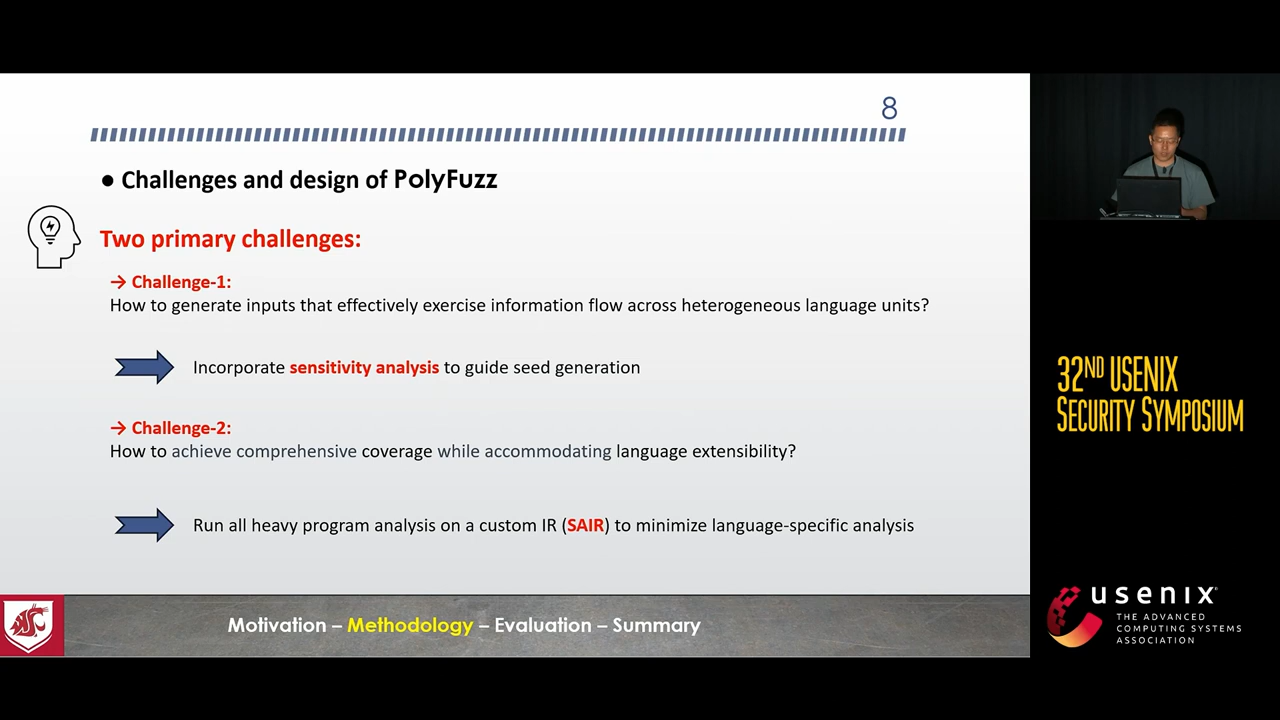 8
● Challenges and design of PolyFuzz
Two primary challenges:
→ Challenge-1:
How to generate inputs that effectively exercise information flow across heterogeneous language units?
Incorporate sensitivity analysis to guide seed generation
→ Challenge-2:
How to achieve comprehensive coverage while accommodating language extensibility?
Run all heavy program analysis on a custom IR (SAIR) to minimize language-specific analysis
Motivation – Methodology – Evaluation – Summary
32ND USENIX
SECURITY SYMPOSIUM
usenix
THE ADVANCED
COMPUTING SYSTEMS
ASSOCIATION